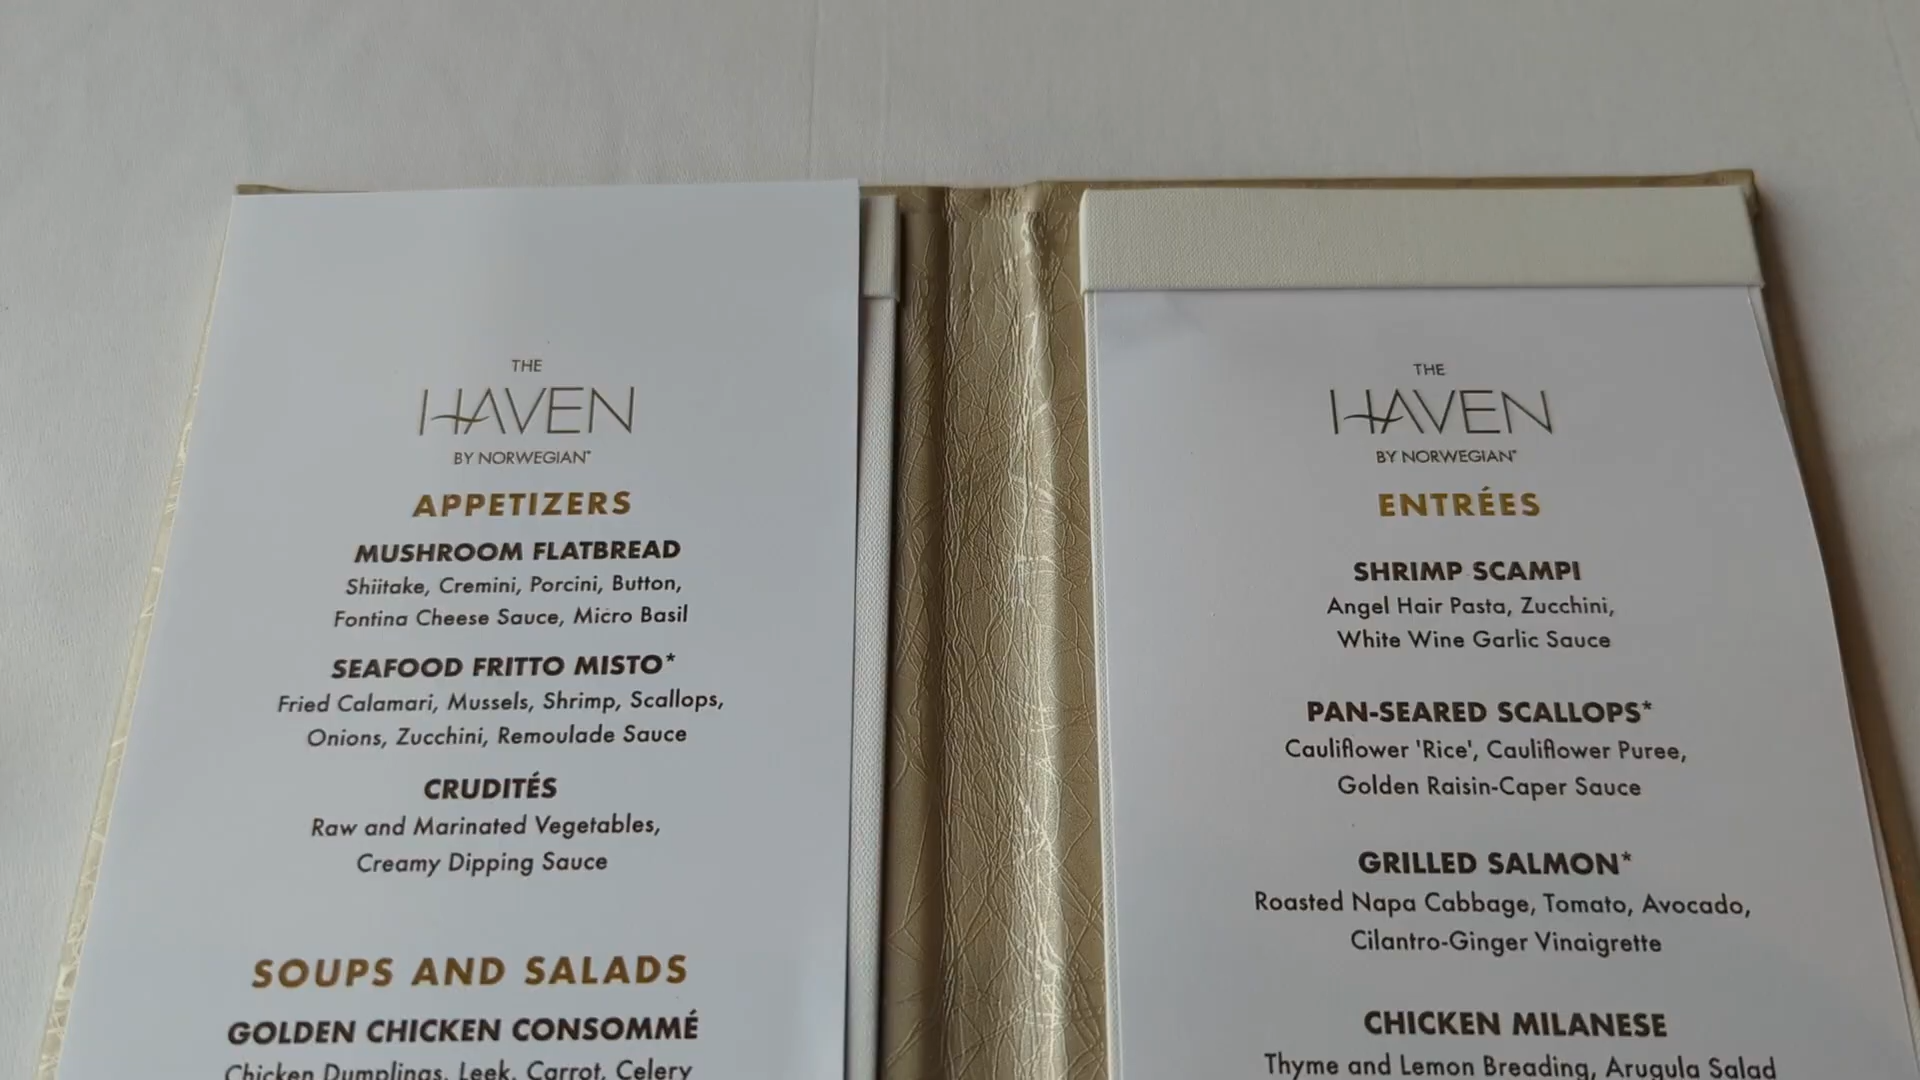 THE
HAVEN
BY NORWEGIAN™
APPETIZERS
MUSHROOM FLATBREAD
Shiitake, Cremini, Porcini, Button,
Fontina Cheese Sauce, Micro Basil
SEAFOOD FRITTO MISTO*
Fried Calamari, Mussels, Shrimp, Scallops,
Onions, Zucchini, Remoulade Sauce
CRUDITÉS
Raw and Marinated Vegetables,
Creamy Dipping Sauce
SOUPS AND SALADS
GOLDEN CHICKEN CONSOMMÉ
Chicken Dumplings, Leek, Carrot, Celery
THE
HAVEN
BY NORWEGIAN™
ENTRÉES
SHRIMP SCAMPI
Angel Hair Pasta, Zucchini,
White Wine Garlic Sauce
PAN-SEARED SCALLOPS*
Cauliflower 'Rice', Cauliflower Puree,
Golden Raisin-Caper Sauce
GRILLED SALMON*
Roasted Napa Cabbage, Tomato, Avocado,
Cilantro-Ginger Vinaigrette
CHICKEN MILANESE
Thyme and Lemon Breading, Arugula Salad